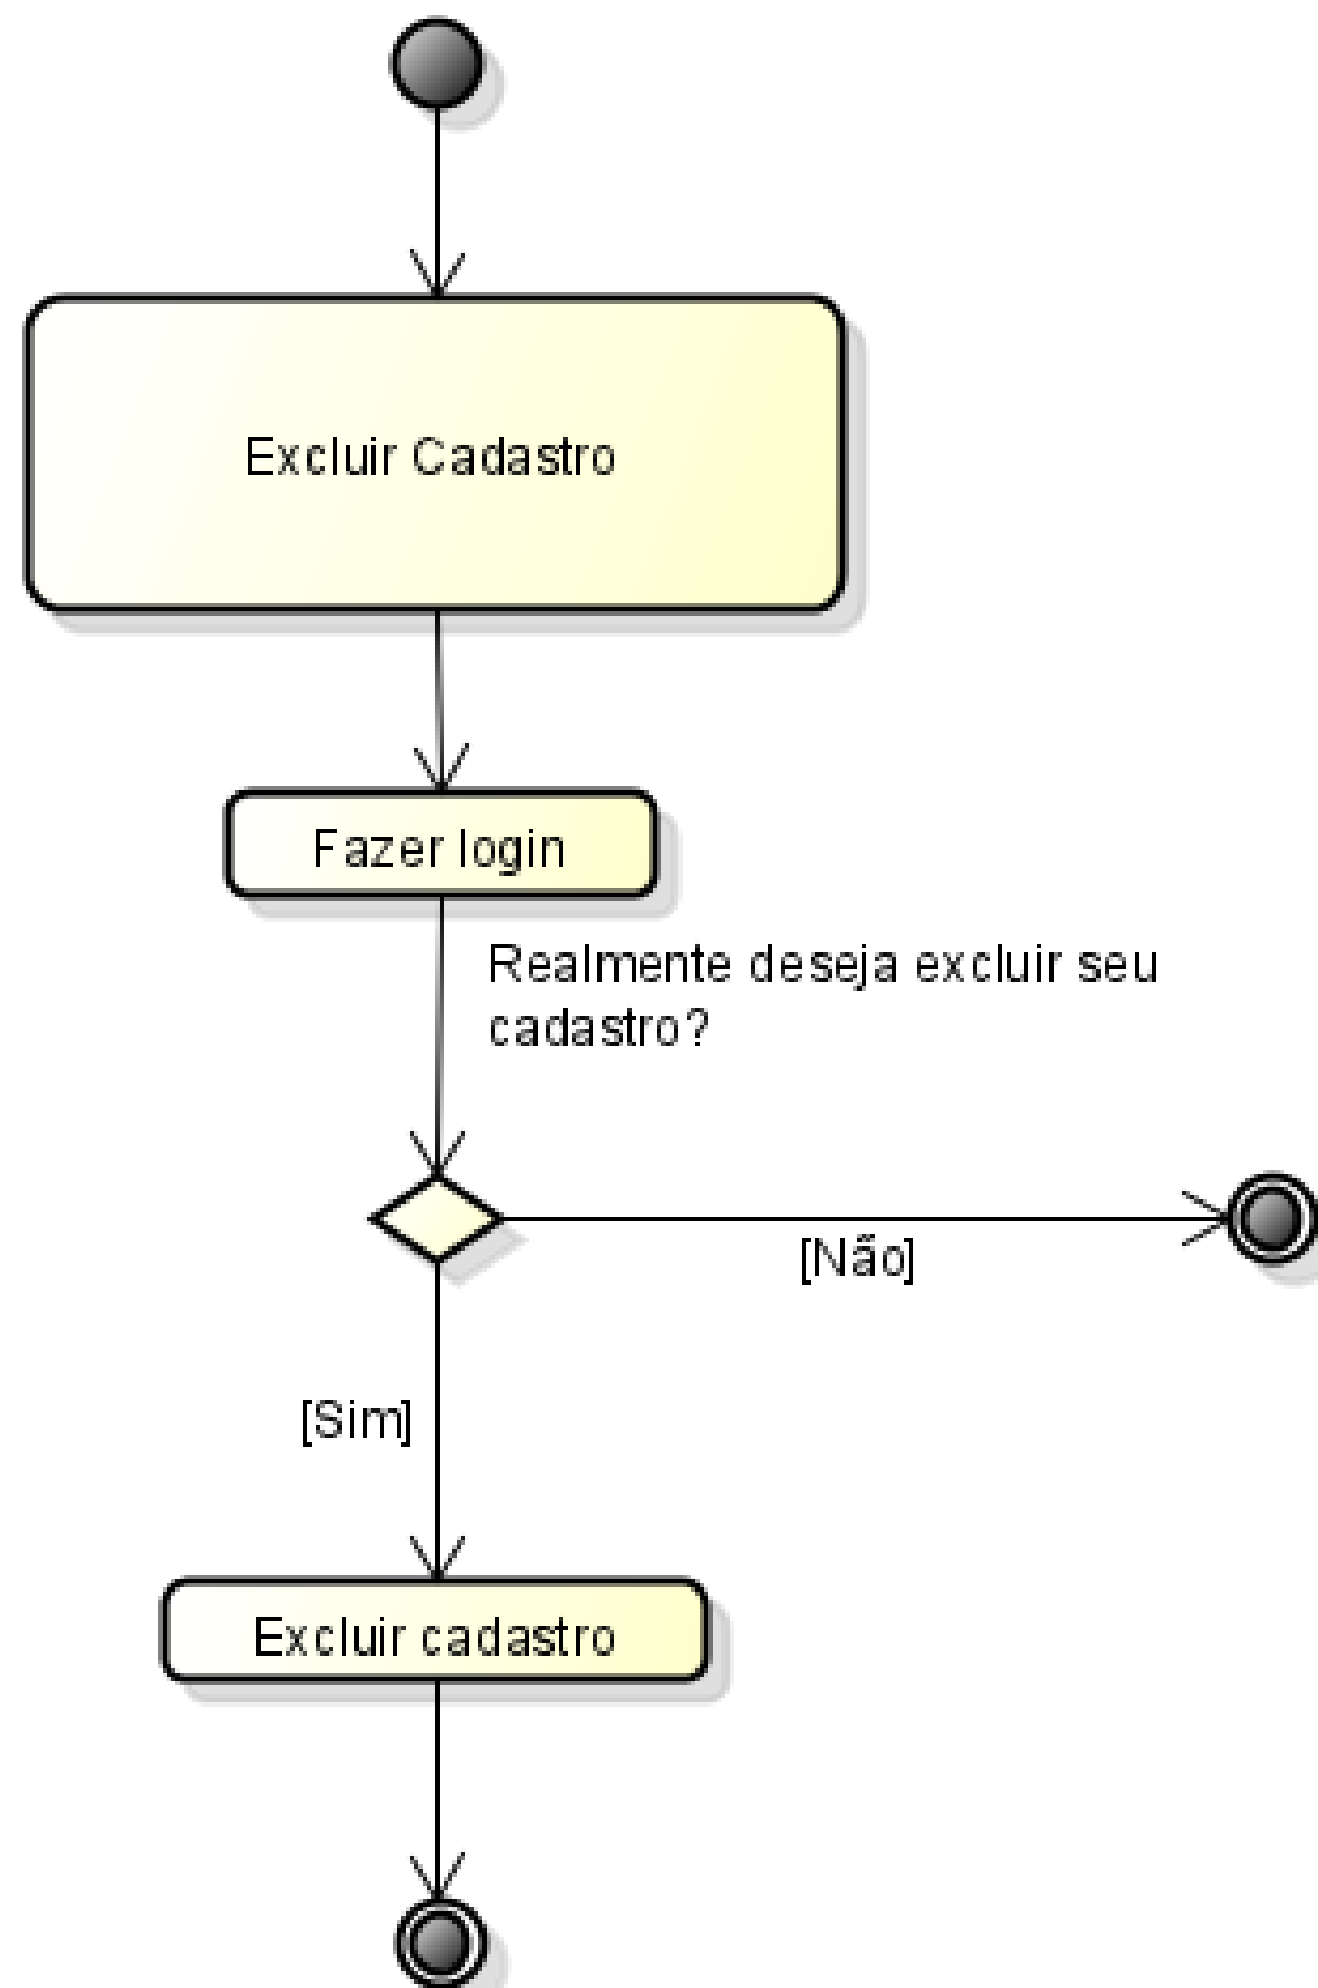 Excluir Cadastro
Fazer login
Realmente deseja excluir seu
cadastro?
[Não]
[Sim]
Excluir cadastro